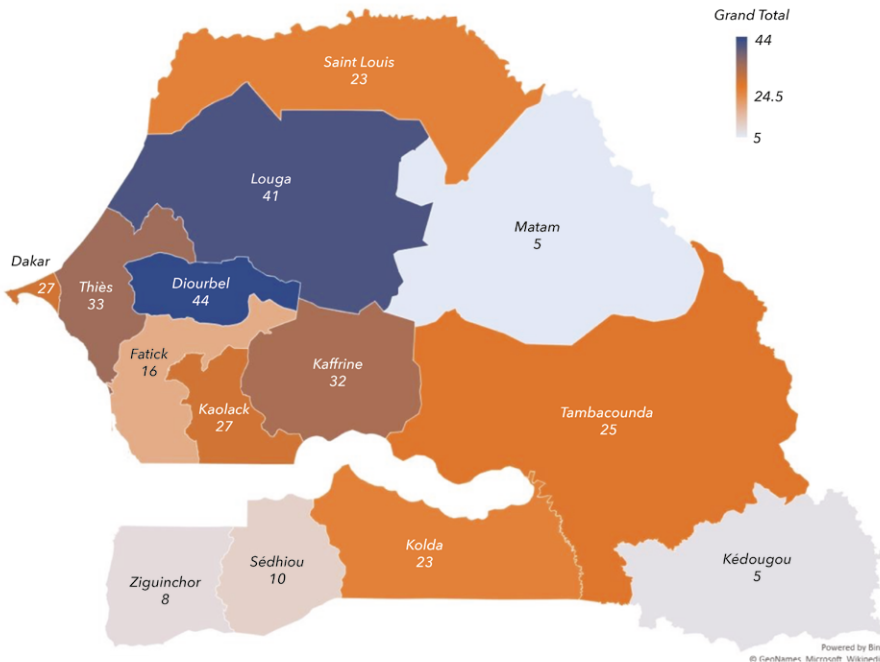 Grand Total
44
24.5
5
Saint Louis
23
Louga
41
Matam
5
Dakar
27
Thiès
33
Diourbel
44
Fatick
16
Kaffrine
32
Kaolack
27
Tambacounda
25
Kolda
23
Sédhiou
10
Ziguinchor
8
Kédougou
5
Powered by Bin
© GeoNames, Microsoft, Wikipedi